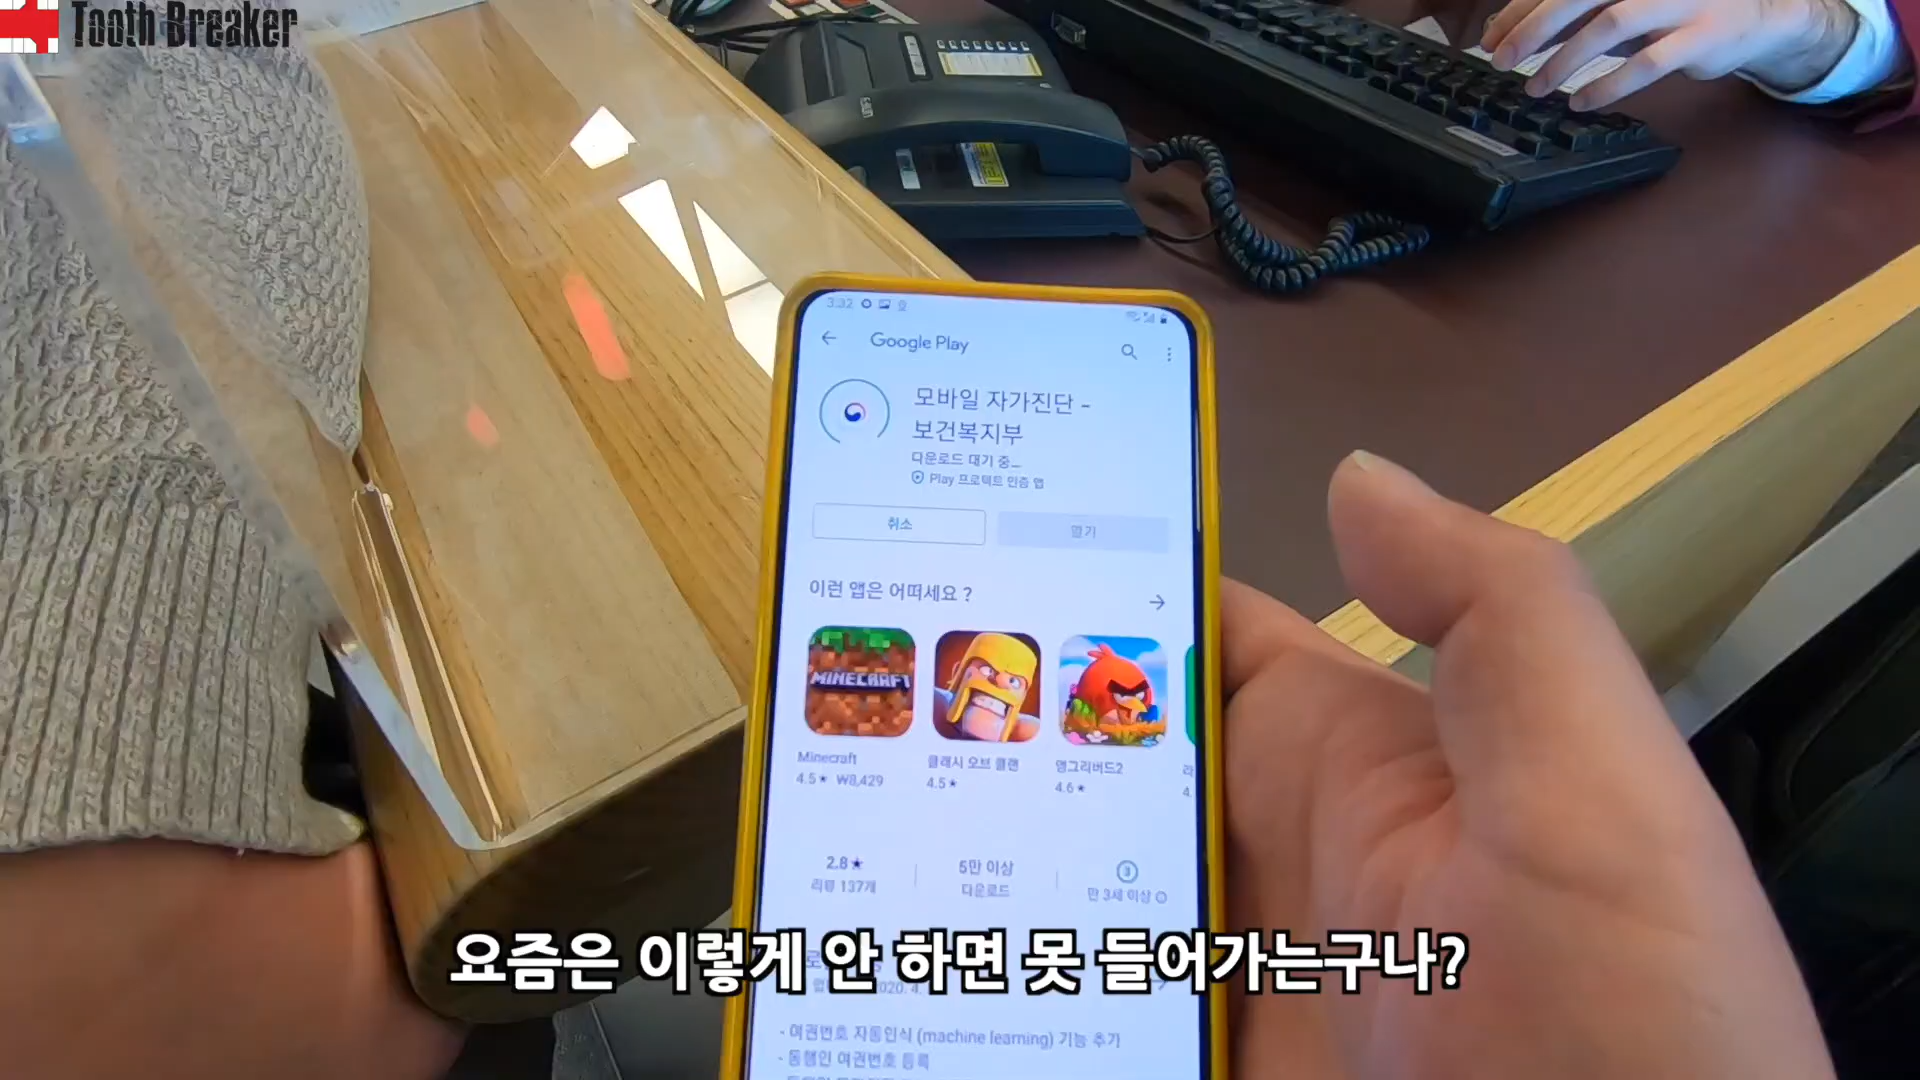 Tooth Breaker
3:32
Google Play
모바일 자가진단 -
보건복지부
다운로드 대기 중...
Play 프로텍트 인증 앱
취소
열기
이런 앱은 어떠세요 ?
MINECRAFT
Minecraft
클래시 오브 클랜
앵그리버드2
4.5★ ₩8,429
4.5★
4.6★
2.8★
5만 이상
3
리뷰 137개
다운로드
만 3세 이상
요즘은 이렇게 안 하면 못 들어가는구나?
- 여권번호 자동인식 (machine learning) 기능 추가
- 동행인 여권번호 등록